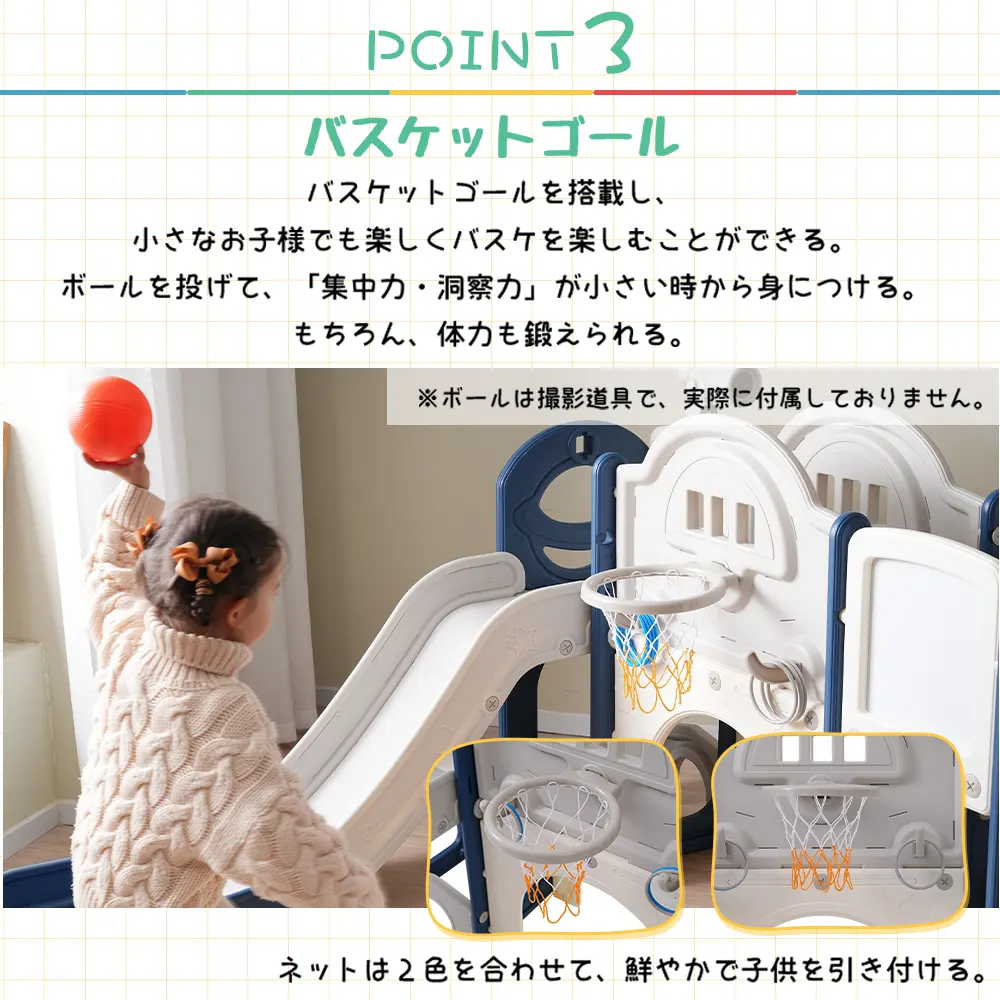 POINT 3
バスケットゴール
バスケットゴールを搭載し、
小さなお子様でも楽しくバスケを楽しむことができる。
ボールを投げて、「集中力・洞察力」が小さい時から身につける。
もちろん、体力も鍛えられる。
※ボールは撮影道具で、実際に付属しておりません。
ネットは２色を合わせて、鮮やかで子供を引き付ける。